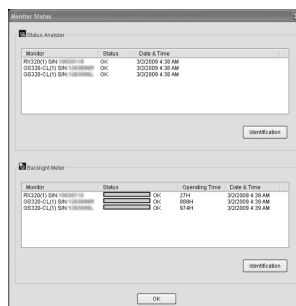 Monitor Status
Status Analyzer
Monitor Status Date & Time
RX320(1) S/N: OK 3/2/2009 4:38 AM
GS320-CL(1) S/N: OK 3/2/2009 4:38 AM
GS320-CL(1) S/N: OK 3/2/2009 4:38 AM
Identification
Backlight Meter
Monitor Status Operating Time Date & Time
RX320(1) S/N: OK 27H 3/2/2009 4:39 AM
GS320-CL(1) S/N: OK 888H 3/2/2009 4:39 AM
GS320-CL(1) S/N: OK 974H 3/2/2009 4:39 AM
Identification
OK